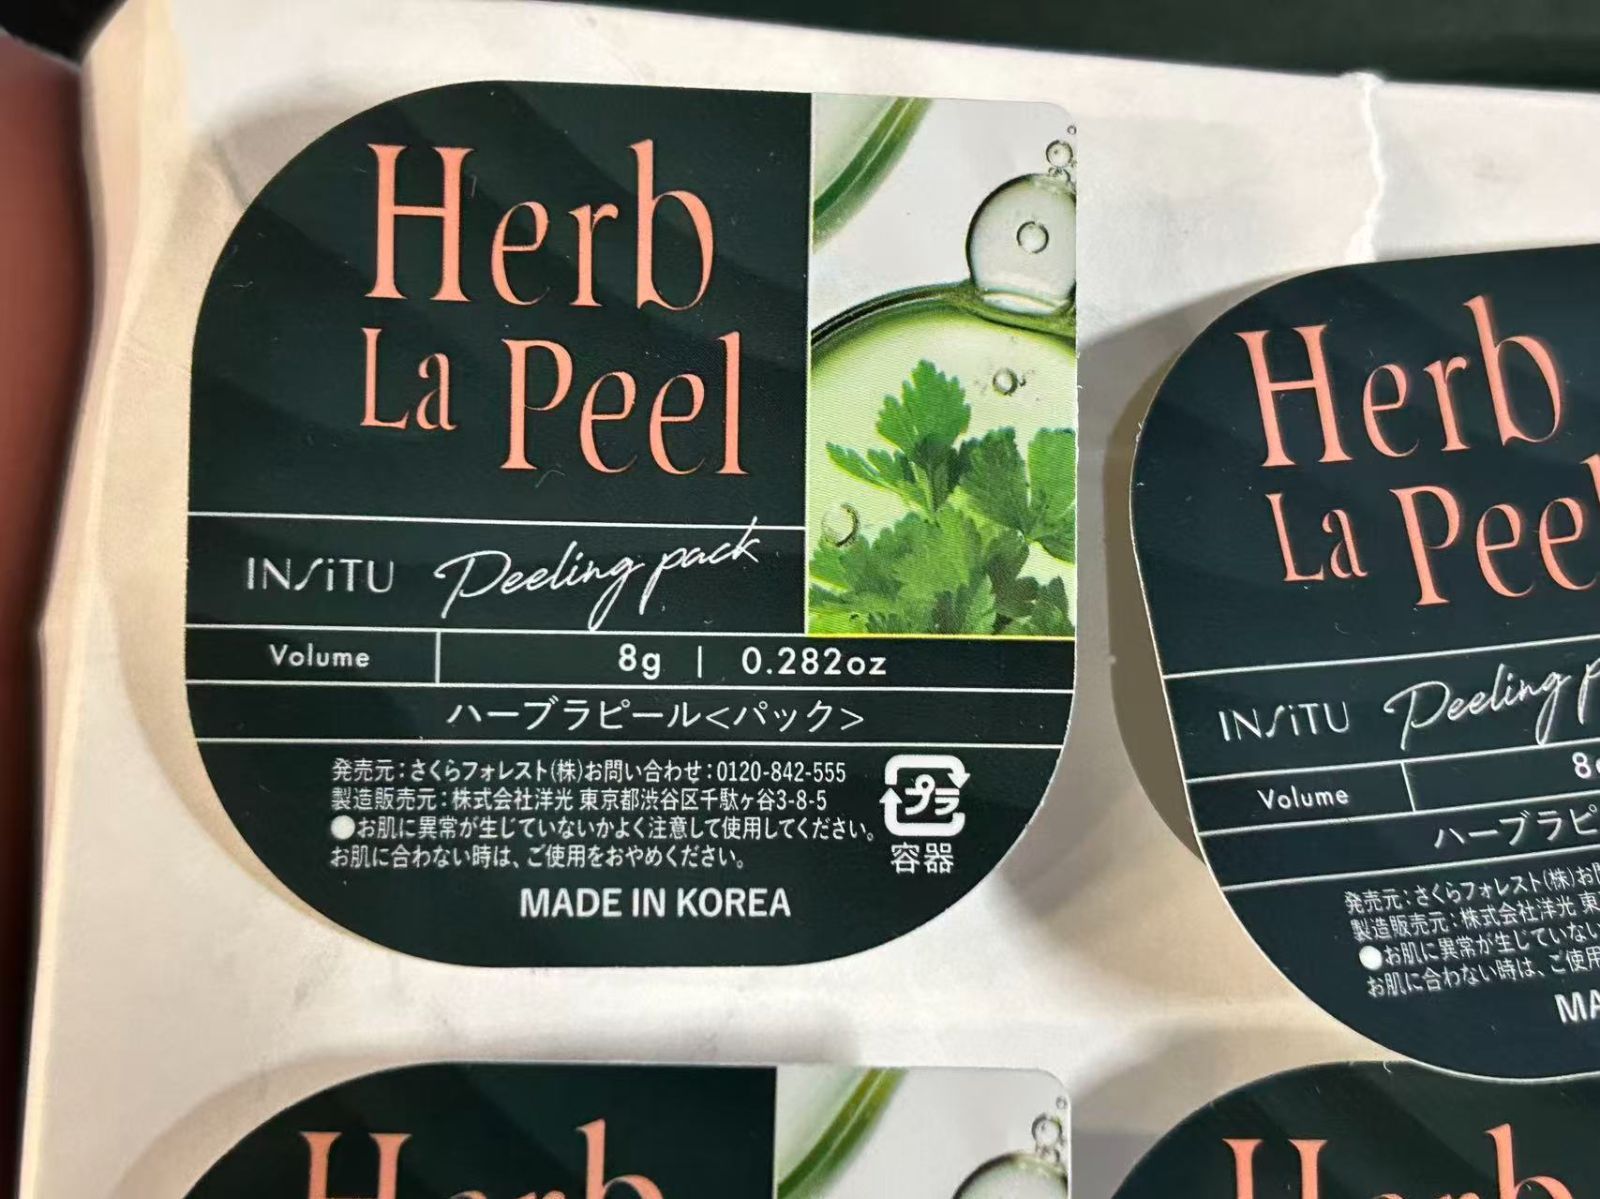 Herb
La Peel
INSiTU Peeling pack
Volume 8g | 0.282oz
ハーブラピール<パック>
発売元:さくらフォレスト(株)お問い合わせ:0120-842-555
製造販売元:株式会社洋光 東京都渋谷区千駄ヶ谷3-8-5
●お肌に異常が生じていないかよく注意して使用してください。
お肌に合わない時は、ご使用をおやめください。
プラ
容器
MADE IN KOREA
Herb
La Peel
INSiTU Peeling p
Volume 8g
ハーブラピ
発売元:さくらフォレスト(株)お
製造販売元:株式会社洋光 東
●お肌に異常が生じていない
お肌に合わない時は、ご使用
MA
Herb
Herb